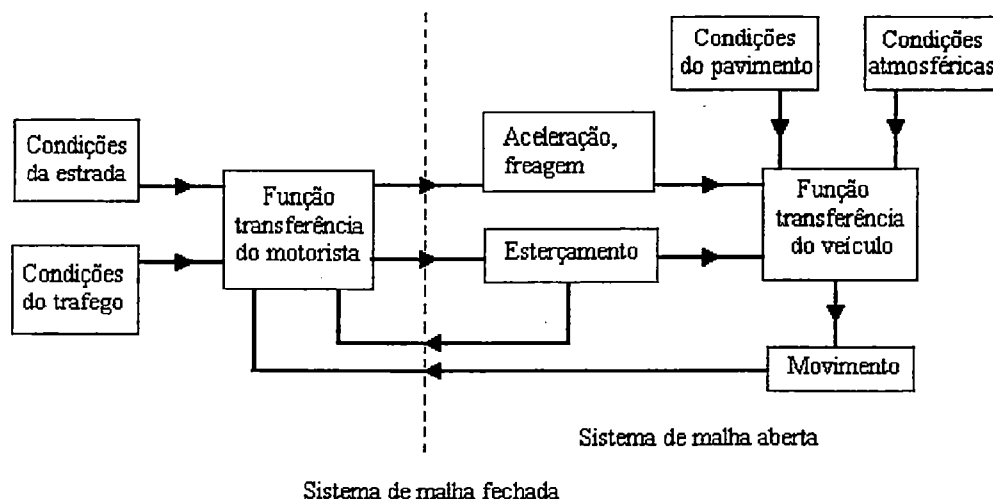 Condições
do pavimento
Condições
atmosféricas
Condições
da estrada
Aceleração,
freagem
Função
transferência
do motorista
Função
transferência
do veículo
Condições
do trafego
Esterçamento
Movimento
Sistema de malha aberta
Sistema de malha fechada